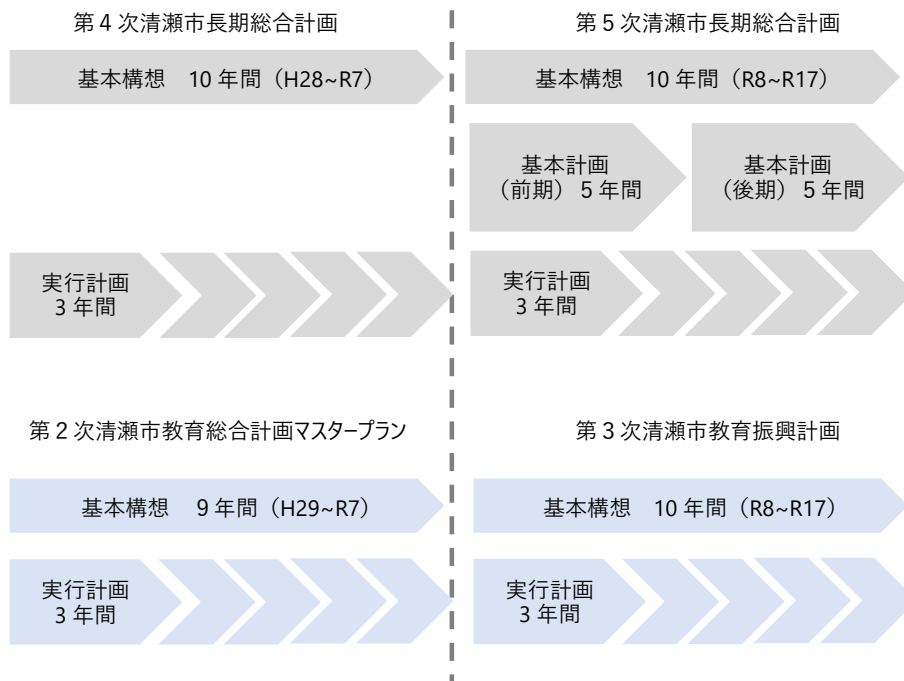 第4次清瀬市長期総合計画
第5次清瀬市長期総合計画
基本構想　10年間（H28~R7）
基本構想　10年間（R8~R17）
基本計画
（前期）5年間
基本計画
（後期）5年間
実行計画
3年間
実行計画
3年間
第2次清瀬市教育総合計画マスタープラン
第3次清瀬市教育振興計画
基本構想　9年間（H29~R7）
基本構想　10年間（R8~R17）
実行計画
3年間
実行計画
3年間